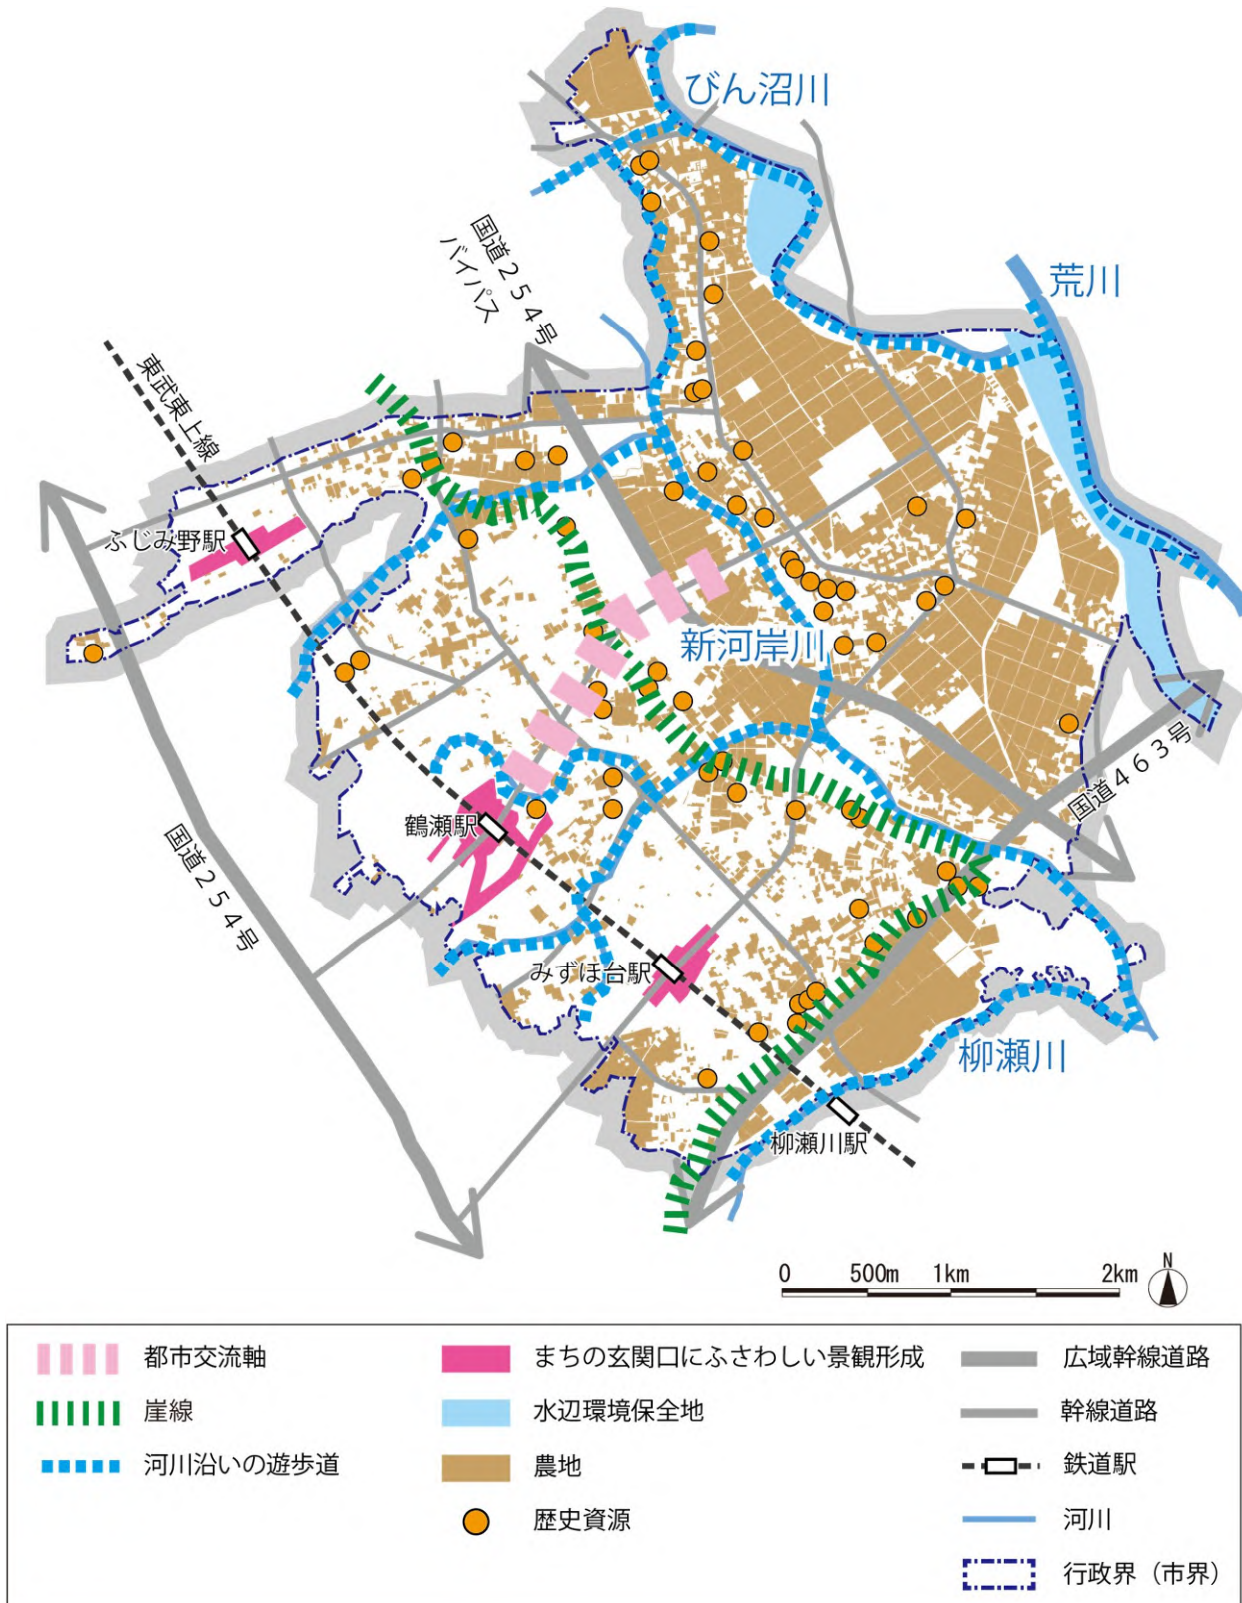 びん沼川
国道２５４号
バイパス
荒川
東武東上線
ふじみ野駅
新河岸川
国道４６３号
鶴瀬駅
国道２５４号
みずほ台駅
柳瀬川
柳瀬川駅
0 500m 1km 2km
N
都市交流軸
まちの玄関口にふさわしい景観形成
広域幹線道路
崖線
水辺環境保全地
幹線道路
河川沿いの遊歩道
農地
鉄道駅
歴史資源
河川
行政界（市界）